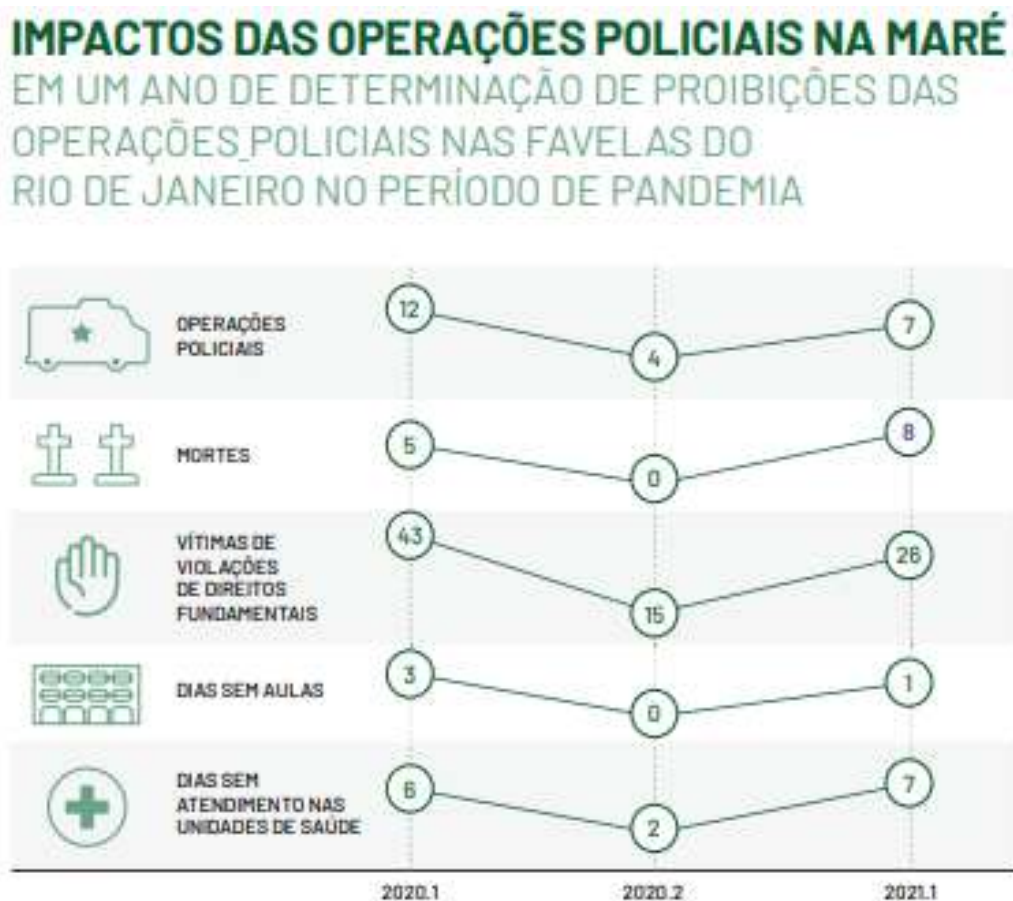 IMPACTOS DAS OPERAÇÕES POLICIAIS NA MARÉ
EM UM ANO DE DETERMINAÇÃO DE PROIBIÇÕES DAS
OPERAÇÕES POLICIAIS NAS FAVELAS DO
RIO DE JANEIRO NO PERÍODO DE PANDEMIA
OPERAÇÕES
POLICIAIS
12
4
7
MORTES
5
0
8
VÍTIMAS DE
VIOLAÇÕES
DE DIREITOS
FUNDAMENTAIS
43
15
26
DIAS SEM AULAS
3
0
1
DIAS SEM
ATENDIMENTO NAS
UNIDADES DE SAÚDE
6
2
7
2020.1
2020.2
2021.1